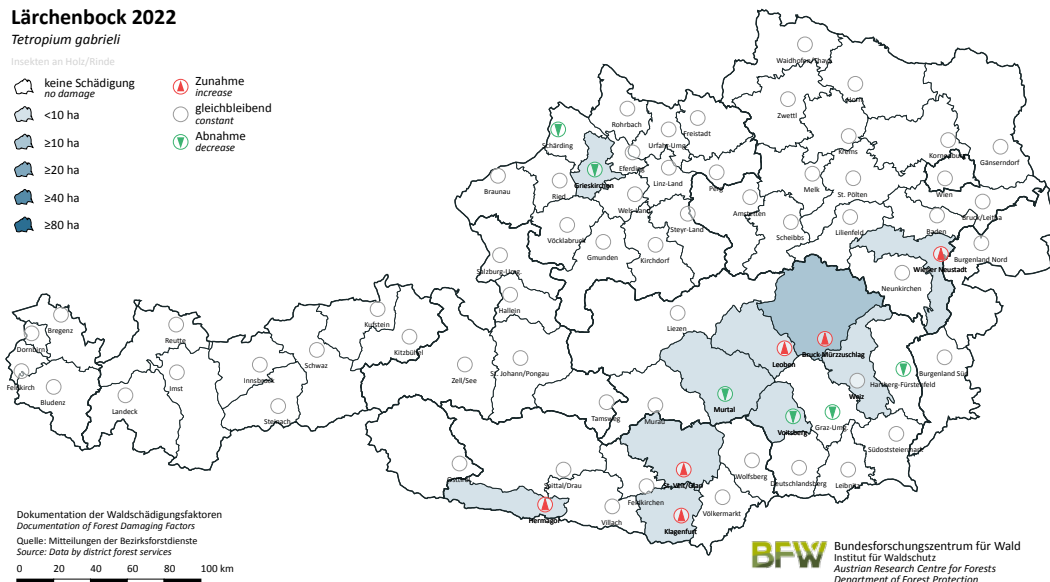 Lärchenbock 2022
Tetropium gabrieli
Insekten an Holz/Rinde
keine Schädigung
no damage
<10 ha
≥10 ha
≥20 ha
≥40 ha
≥80 ha
Zunahme
increase
gleichbleibend
constant
Abnahme
decrease
Waidhofen/Thaya
Horn
Zwettl
Rohrbach
Freistadt
Schärding
Urfahr-Umg.
Krems
Korneuburg
Gänserndorf
Eferding
Grieskirchen
Linz-Land
Perg
Melk
St. Pölten
Wien
Braunau
Ried
Wels-Land
Amstetten
Bruck/Leitha
Steyr-Land
Scheibbs
Lilienfeld
Baden
Vöcklabruck
Gmunden
Kirchdorf
Burgenland Nord
Salzburg-Umg.
Wiener Neustadt
Neunkirchen
Hallein
Bregenz
Kufstein
Liezen
Reutte
Kitzbühel
Dornbirn
Bruck-Mürzzuschlag
Schwaz
Leoben
Zell/See
St. Johann/Pongau
Burgenland Süd
Feldkirch
Imst
Innsbruck
Hartberg-Fürstenfeld
Bludenz
Weiz
Landeck
Steinach
Tamsweg
Murau
Murtal
Voitsberg
Graz-Umg.
Südoststeiermark
Osttirol
Spittal/Drau
St. Veit/Glan
Wolfsberg
Deutschlandsberg
Leibnitz
Feldkirchen
Hermagor
Villach
Klagenfurt
Völkermarkt
Dokumentation der Waldschädigungsfaktoren
Documentation of Forest Damaging Factors
Quelle: Mitteilungen der Bezirksforstdienste
Source: Data by district forest services
0 20 40 60 80 100 km
BFW
Bundesforschungszentrum für Wald
Institut für Waldschutz
Austrian Research Centre for Forests
Department of Forest Protection